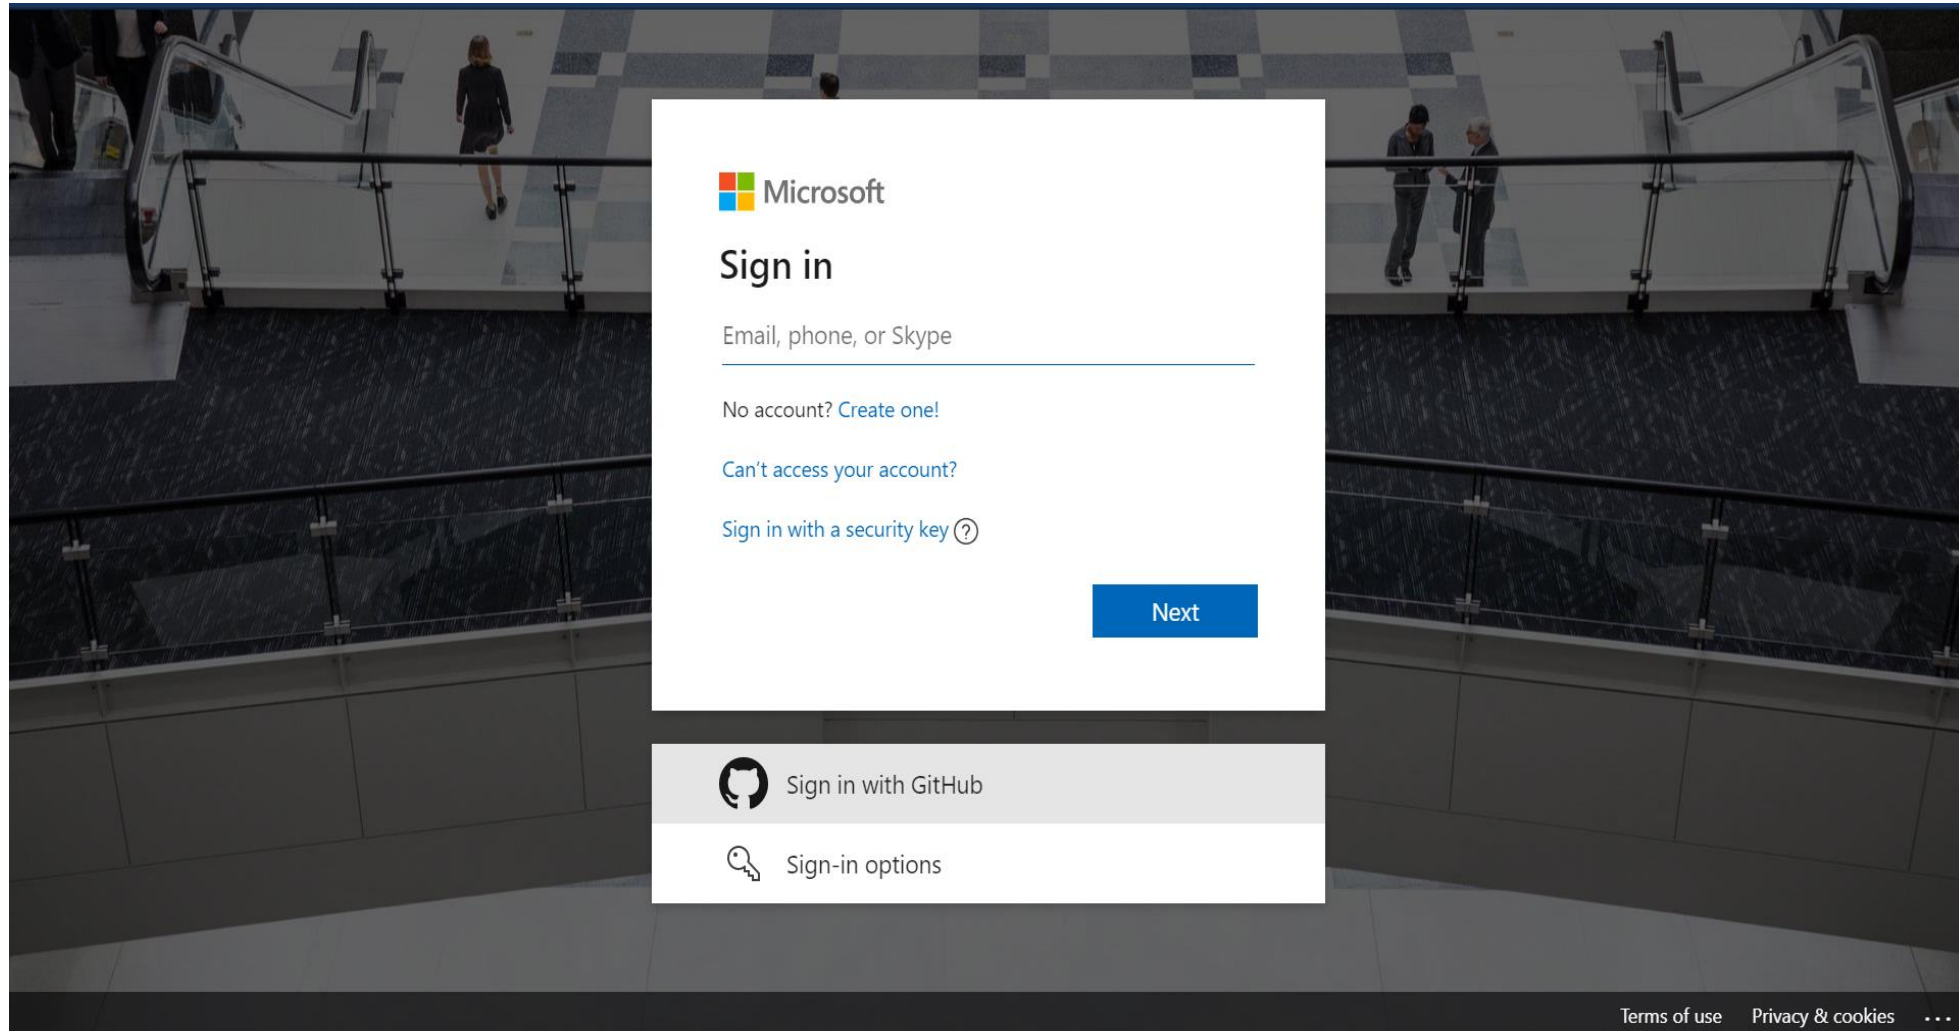 Microsoft
Sign in
Email, phone, or Skype
No account? Create one!
Can't access your account?
Sign in with a security key
Next
Sign in with GitHub
Sign-in options
Terms of use Privacy & cookies ...